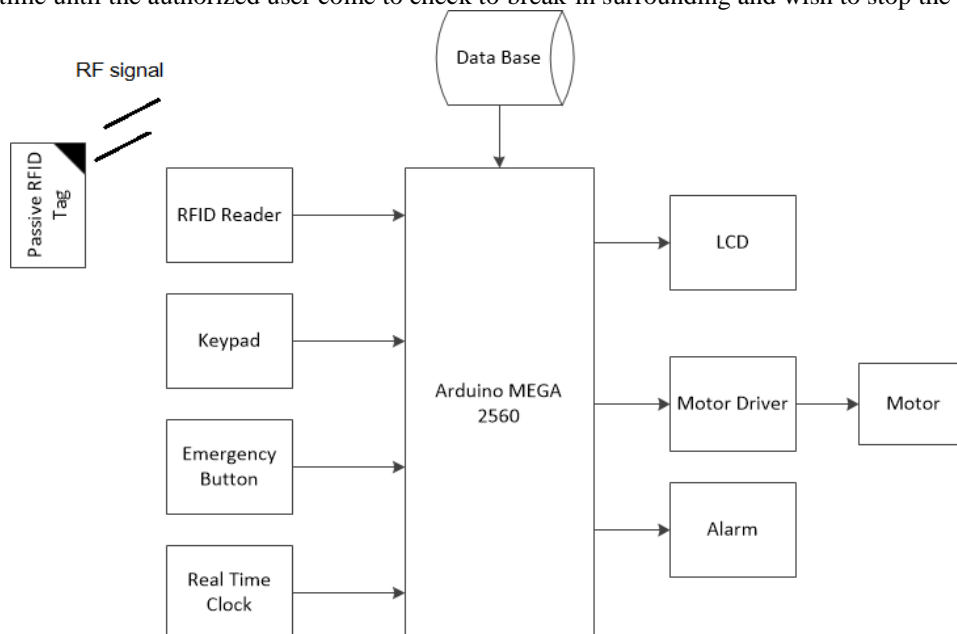 time until the authorized user come to check to break-in surrounding and wish to stop the
RF signal
Data Base
Passive RFID
Tag
RFID Reader
LCD
Keypad
Arduino MEGA
2560
Motor Driver
Motor
Emergency
Button
Alarm
Real Time
Clock